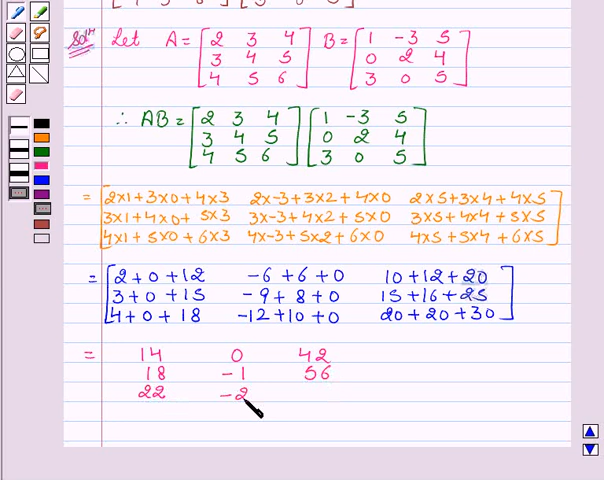 Solⁿ Let A = [2 3 4 B = [1 -3 5
3 4 5 0 2 4
4 5 6] 3 0 5]
∴ AB = [2 3 4 [1 -3 5
3 4 5 0 2 4
4 5 6] 3 0 5]
= [2×1+3×0+4×3 2×-3+3×2+4×0 2×5+3×4+4×5
3×1+4×0+5×3 3×-3+4×2+5×0 3×5+4×4+5×5
4×1+5×0+6×3 4×-3+5×2+6×0 4×5+5×4+6×5]
= [2+0+12 -6+6+0 10+12+20
3+0+15 -9+8+0 15+16+25
4+0+18 -12+10+0 20+20+30]
= 14 0 42
18 -1 56
22 -2